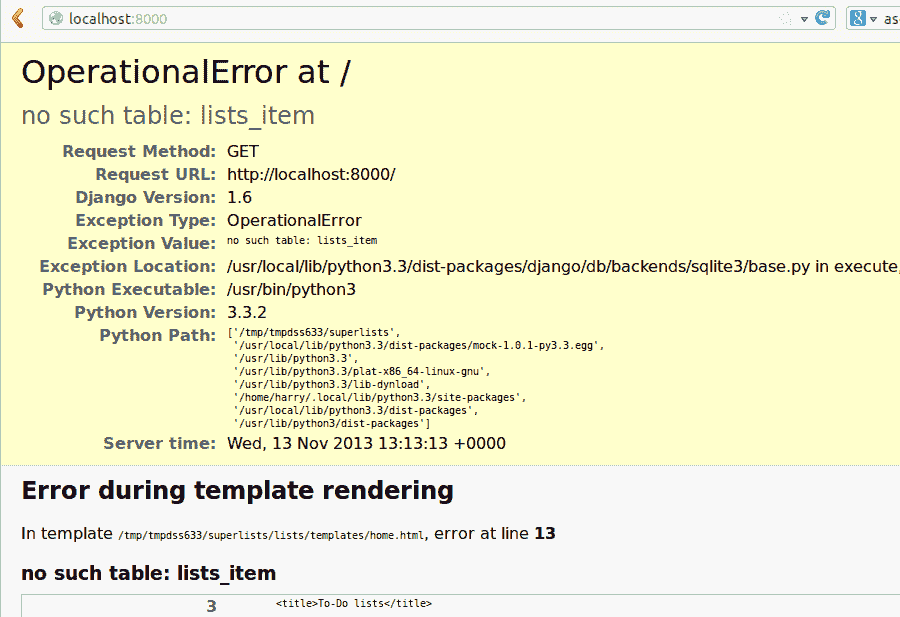 localhost:8000
as
OperationalError at /
no such table: lists_item
Request Method: GET
Request URL: http://localhost:8000/
Django Version: 1.6
Exception Type: OperationalError
Exception Value: no such table: lists_item
Exception Location: /usr/local/lib/python3.3/dist-packages/django/db/backends/sqlite3/base.py in execute,
Python Executable: /usr/bin/python3
Python Version: 3.3.2
Python Path: ['/tmp/tmpdss633/superlists',
'/usr/local/lib/python3.3/dist-packages/mock-1.0.1-py3.3.egg',
'/usr/lib/python3.3',
'/usr/lib/python3.3/plat-x86_64-linux-gnu',
'/usr/lib/python3.3/lib-dynload',
'/home/harry/.local/lib/python3.3/site-packages',
'/usr/local/lib/python3.3/dist-packages',
'/usr/lib/python3/dist-packages']
Server time: Wed, 13 Nov 2013 13:13:13 +0000
Error during template rendering
In template /tmp/tmpdss633/superlists/lists/templates/home.html, error at line 13
no such table: lists_item
3 <title>To-Do lists</title>